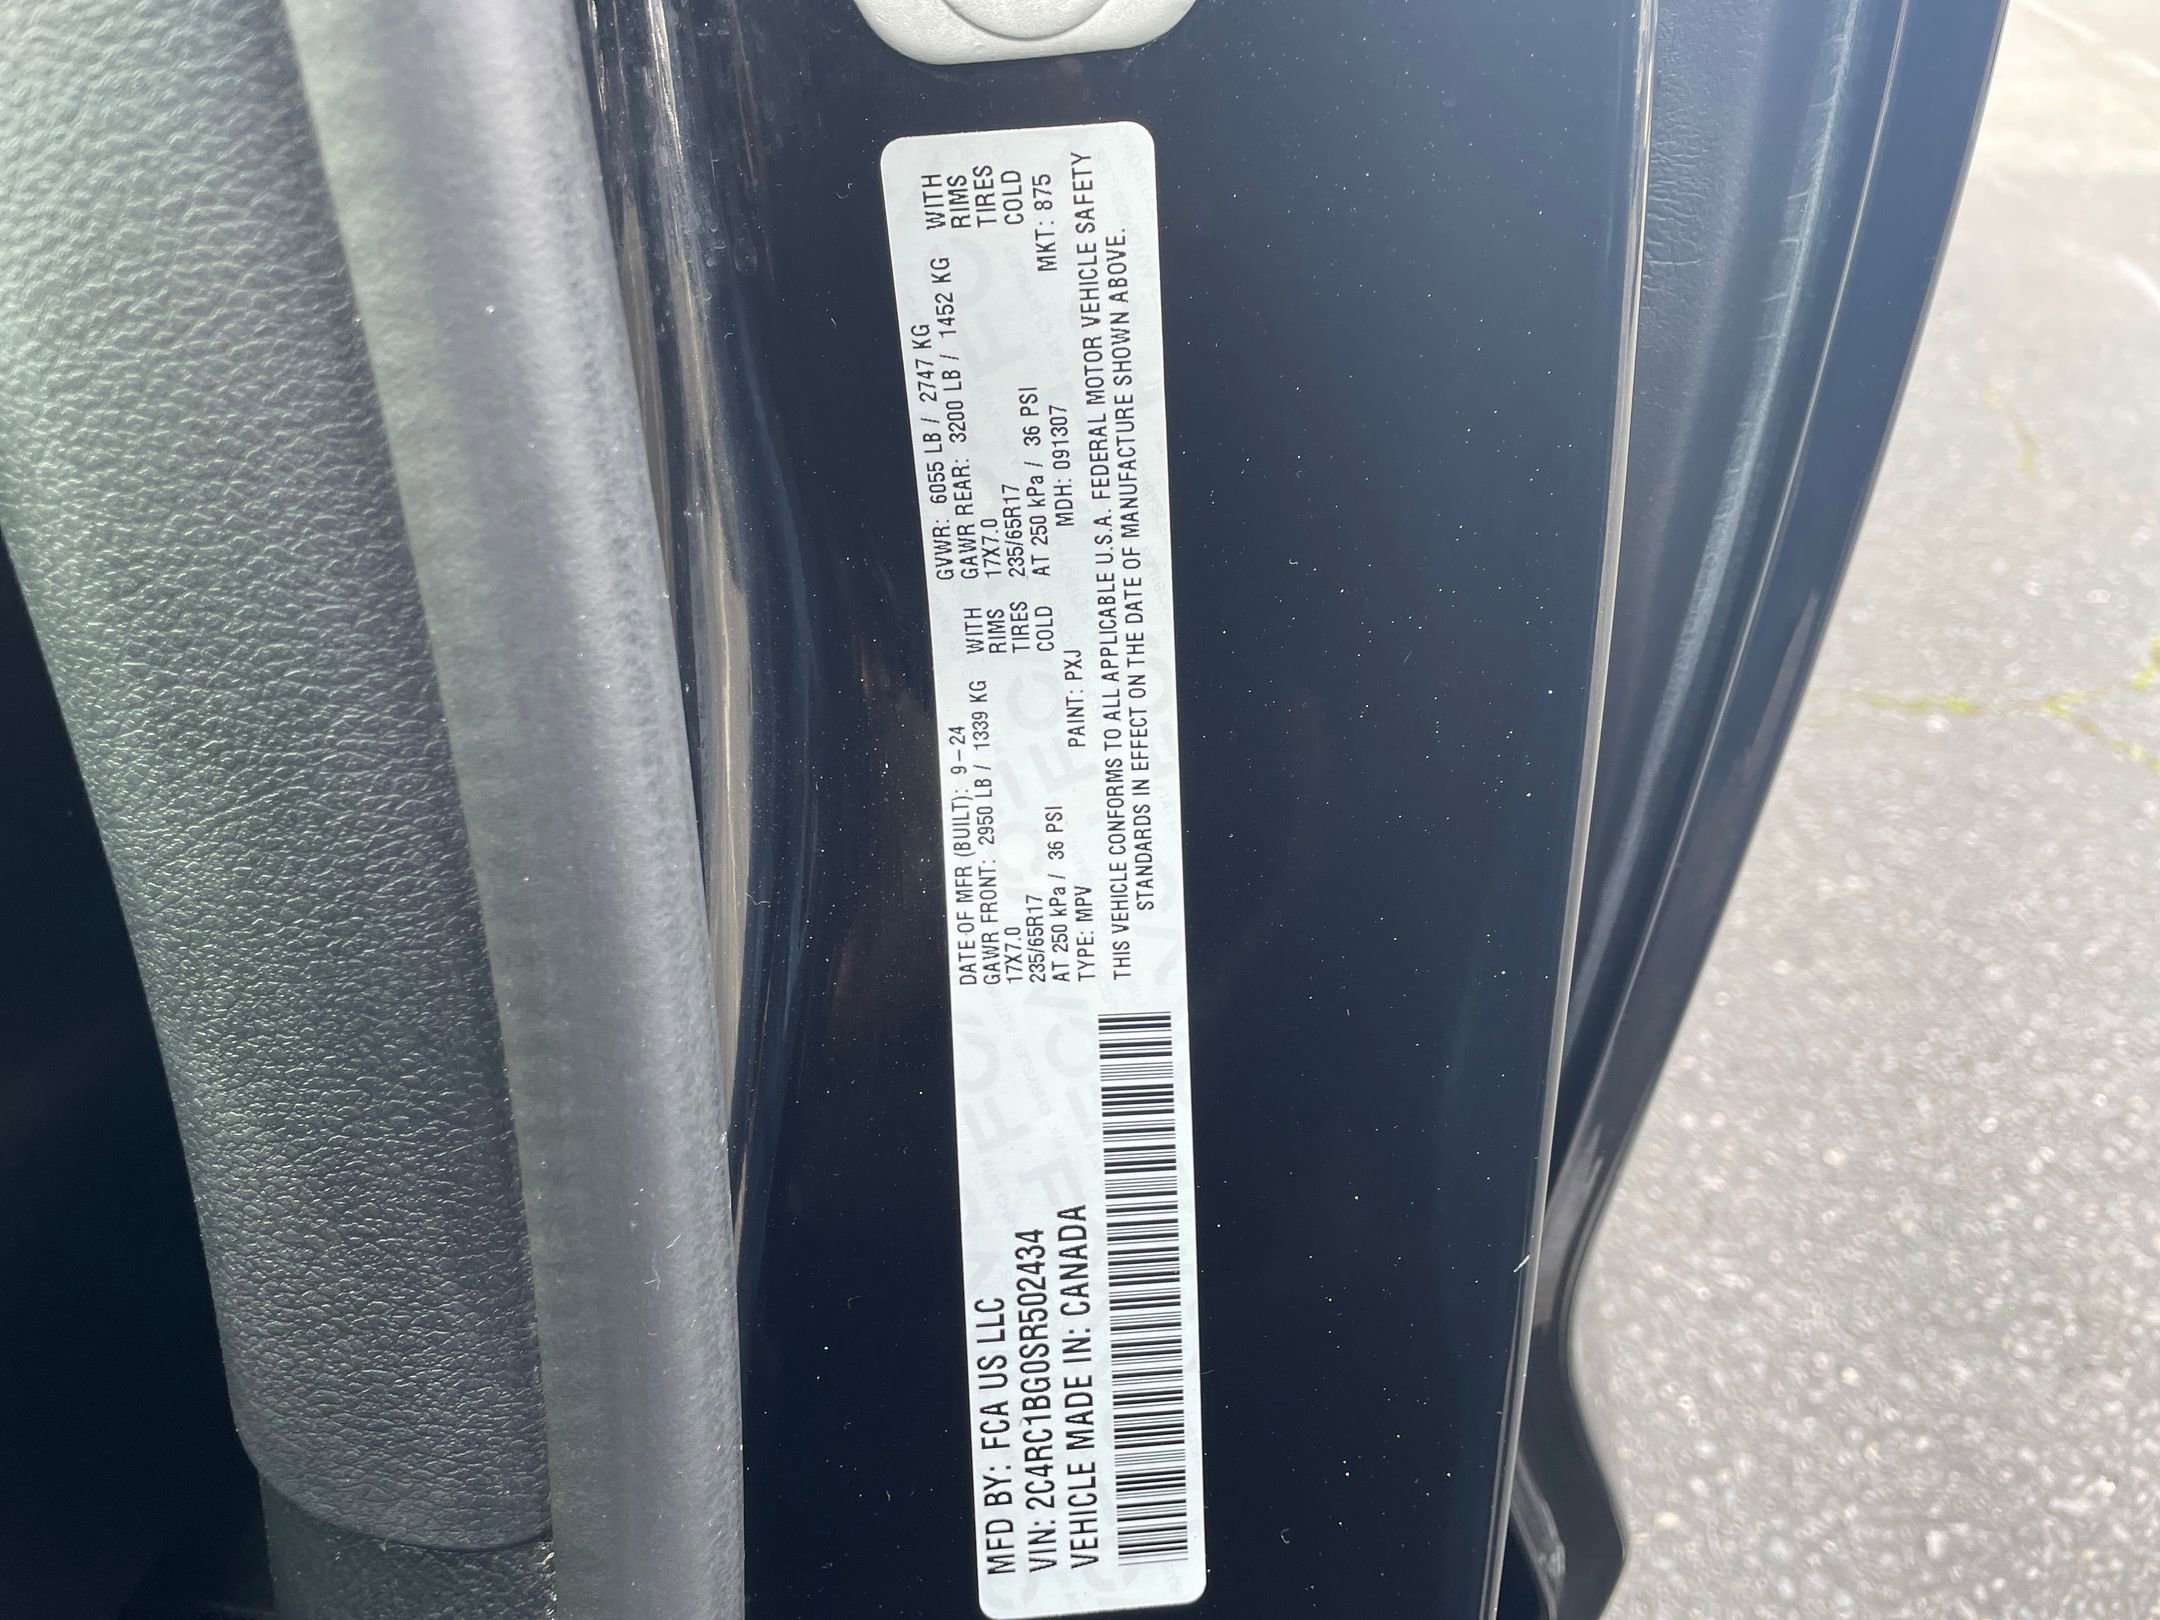 MFD BY: FCA US LLC
VIN: 2C4RC1BG0SR502434
VEHICLE MADE IN: CANADA
DATE OF MFR (BUILT): 9-24 GVWR: 6055 LB / 2747 KG
GAWR FRONT: 2950 LB / 1339 KG WITH GAWR REAR: 3200 LB / 1452 KG WITH
17X7.0 RIMS 17X7.0 RIMS
235/65R17 TIRES 235/65R17 TIRES
AT 250 kPa / 36 PSI COLD AT 250 kPa / 36 PSI COLD
TYPE: MPV PAINT: PXJ MDH: 091307 MKT: 875
THIS VEHICLE CONFORMS TO ALL APPLICABLE U.S.A. FEDERAL MOTOR VEHICLE SAFETY
STANDARDS IN EFFECT ON THE DATE OF MANUFACTURE SHOWN ABOVE.